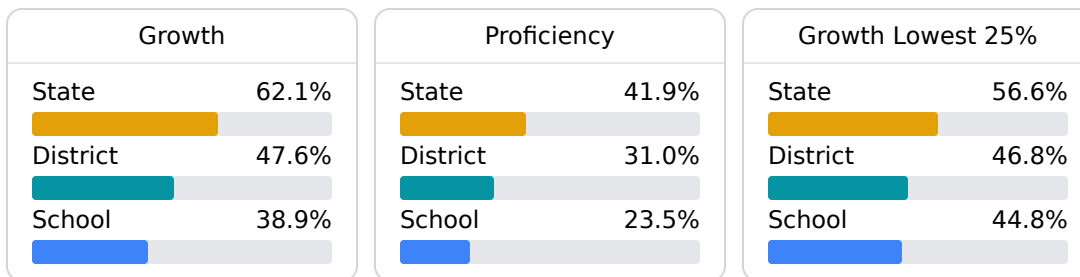 Growth
State 62.1%
District 47.6%
School 38.9%
Proficiency
State 41.9%
District 31.0%
School 23.5%
Growth Lowest 25%
State 56.6%
District 46.8%
School 44.8%